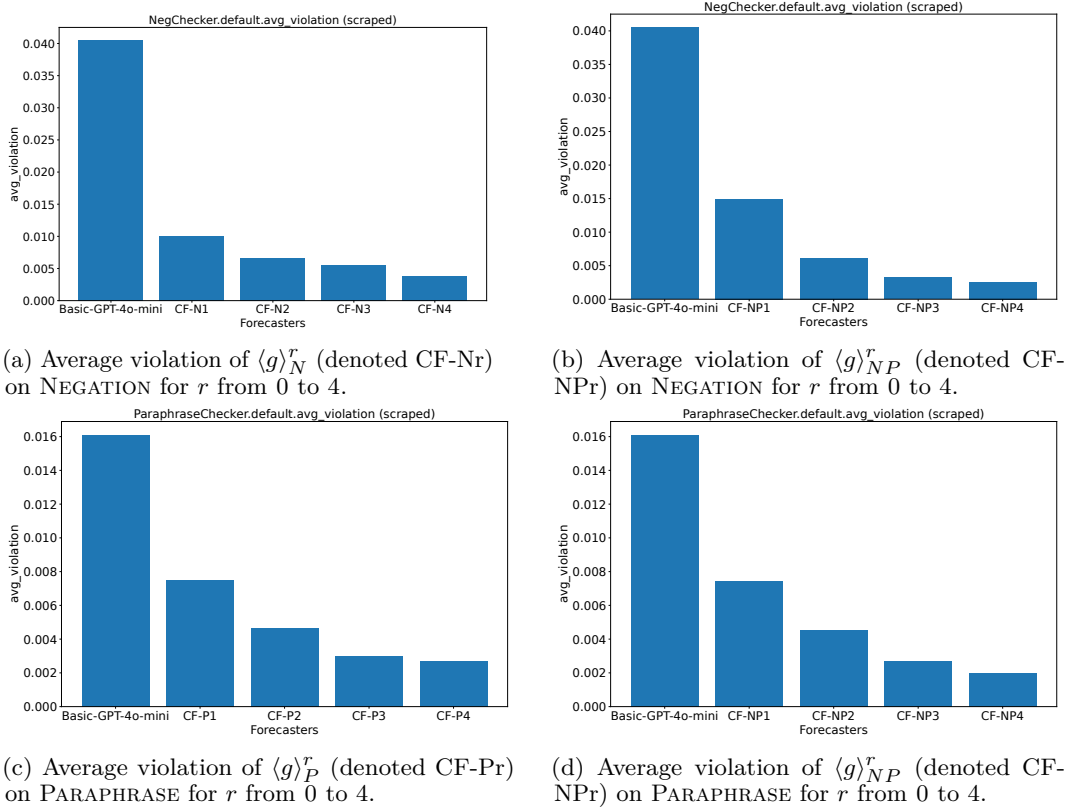 NegChecker.default.avg_violation (scraped)
0.040
0.035
0.030
0.025
0.020
0.015
0.010
0.005
0.000
avg_violation
Basic-GPT-4o-mini CF-N1 CF-N2 CF-N3 CF-N4
Forecasters
(a) Average violation of ⟨g⟩^r_N (denoted CF-Nr)
on NEGATION for r from 0 to 4.
NegChecker.default.avg_violation (scraped)
0.040
0.035
0.030
0.025
0.020
0.015
0.010
0.005
0.000
avg_violation
Basic-GPT-4o-mini CF-NP1 CF-NP2 CF-NP3 CF-NP4
Forecasters
(b) Average violation of ⟨g⟩^r_{NP} (denoted CF-
NPr) on NEGATION for r from 0 to 4.
ParaphraseChecker.default.avg_violation (scraped)
0.016
0.014
0.012
0.010
0.008
0.006
0.004
0.002
0.000
avg_violation
Basic-GPT-4o-mini CF-P1 CF-P2 CF-P3 CF-P4
Forecasters
(c) Average violation of ⟨g⟩^r_P (denoted CF-Pr)
on PARAPHRASE for r from 0 to 4.
ParaphraseChecker.default.avg_violation (scraped)
0.016
0.014
0.012
0.010
0.008
0.006
0.004
0.002
0.000
avg_violation
Basic-GPT-4o-mini CF-NP1 CF-NP2 CF-NP3 CF-NP4
Forecasters
(d) Average violation of ⟨g⟩^r_{NP} (denoted CF-
NPr) on PARAPHRASE for r from 0 to 4.